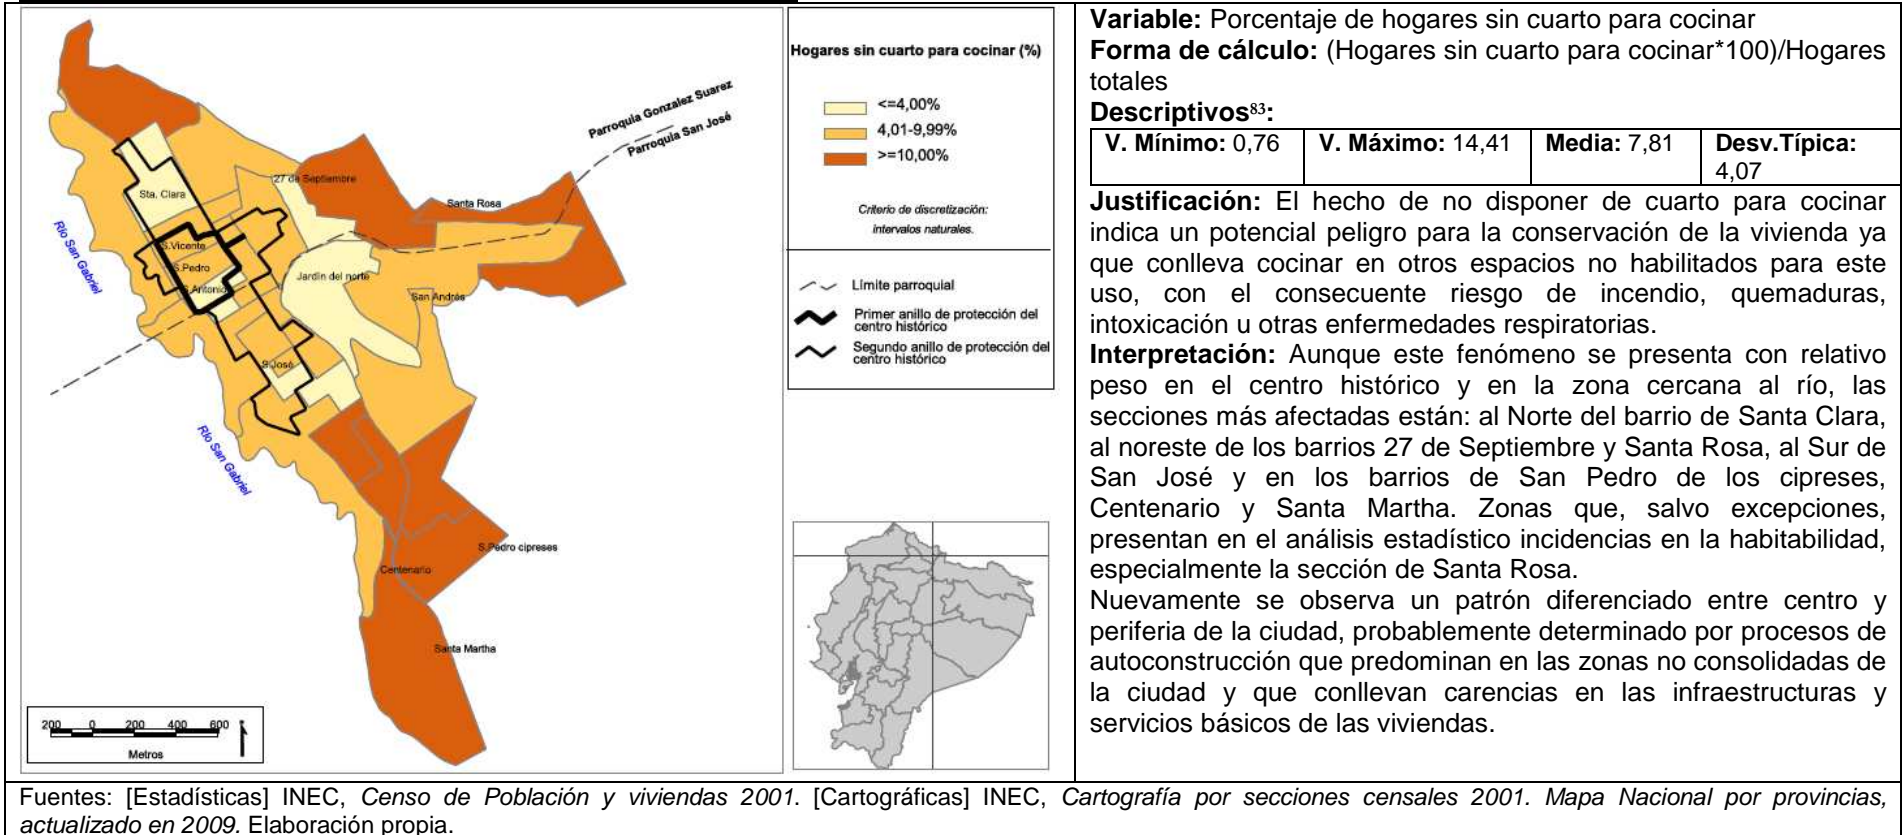 Hogares sin cuarto para cocinar (%)
<=4,00%
4,01-9,99%
>=10,00%
Criterio de discretización:
intervalos naturales.
Límite parroquial
Primer anillo de protección del
centro histórico
Segundo anillo de protección del
centro histórico
Parroquia Gonzalez Suarez
Parroquia San José
27 de Septiembre
Santa Rosa
Sta. Clara
Río San Gabriel
S.Vicente
S.Pedro
S.Antonio
Jardín del norte
San Andrés
S.José
Río San Gabriel
S.Pedro cipreses
Centenario
Santa Martha
200 0 200 400 600
Metros
Variable: Porcentaje de hogares sin cuarto para cocinar
Forma de cálculo: (Hogares sin cuarto para cocinar*100)/Hogares
totales
Descriptivos83:
V. Mínimo: 0,76 V. Máximo: 14,41 Media: 7,81 Desv.Típica:
4,07
Justificación: El hecho de no disponer de cuarto para cocinar
indica un potencial peligro para la conservación de la vivienda ya
que conlleva cocinar en otros espacios no habilitados para este
uso, con el consecuente riesgo de incendio, quemaduras,
intoxicación u otras enfermedades respiratorias.
Interpretación: Aunque este fenómeno se presenta con relativo
peso en el centro histórico y en la zona cercana al río, las
secciones más afectadas están: al Norte del barrio de Santa Clara,
al noreste de los barrios 27 de Septiembre y Santa Rosa, al Sur de
San José y en los barrios de San Pedro de los cipreses,
Centenario y Santa Martha. Zonas que, salvo excepciones,
presentan en el análisis estadístico incidencias en la habitabilidad,
especialmente la sección de Santa Rosa.
Nuevamente se observa un patrón diferenciado entre centro y
periferia de la ciudad, probablemente determinado por procesos de
autoconstrucción que predominan en las zonas no consolidadas de
la ciudad y que conllevan carencias en las infraestructuras y
servicios básicos de las viviendas.
Fuentes: [Estadísticas] INEC, Censo de Población y viviendas 2001. [Cartográficas] INEC, Cartografía por secciones censales 2001. Mapa Nacional por provincias,
actualizado en 2009. Elaboración propia.